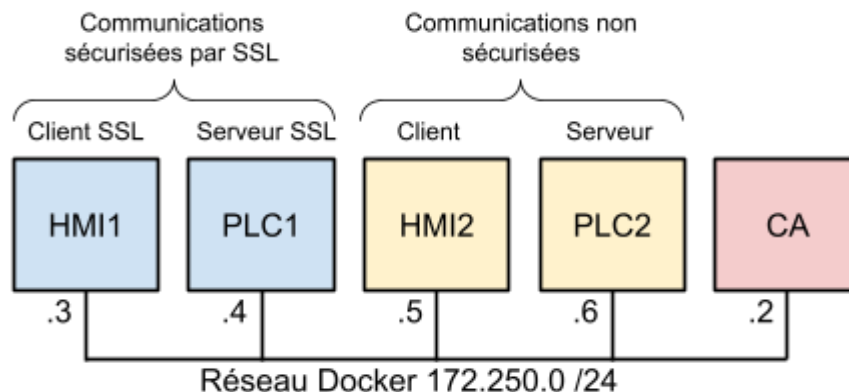 Communications
sécurisées par SSL
Communications non
sécurisées
Client SSL
Serveur SSL
Client
Serveur
HMI1
PLC1
HMI2
PLC2
CA
.3
.4
.5
.6
.2
Réseau Docker 172.250.0 /24